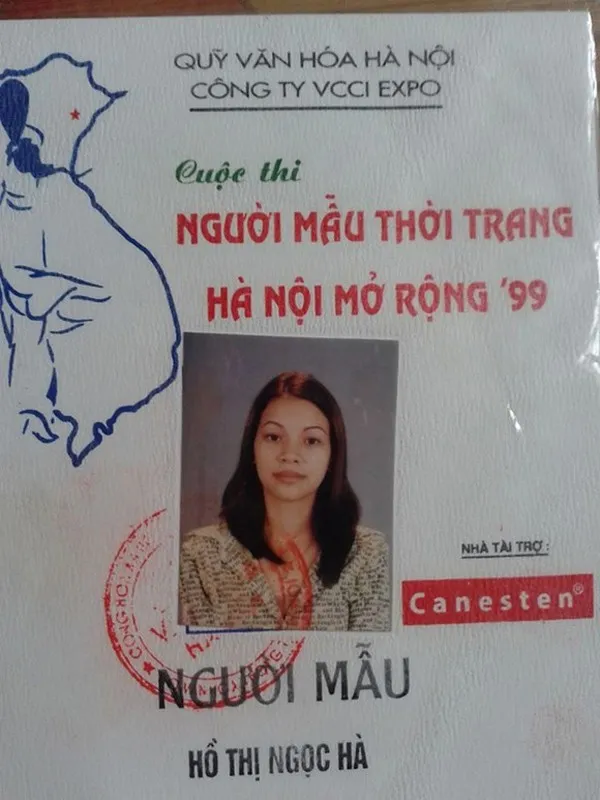 QUỸ VĂN HÓA HÀ NỘI
CÔNG TY VCCI EXPO
Cuộc thi
NGƯỜI MẪU THỜI TRANG
HÀ NỘI MỞ RỘNG '99
NHÀ TÀI TRỢ :
Canesten®
NGƯỜI MẪU
HỒ THỊ NGỌC HÀ